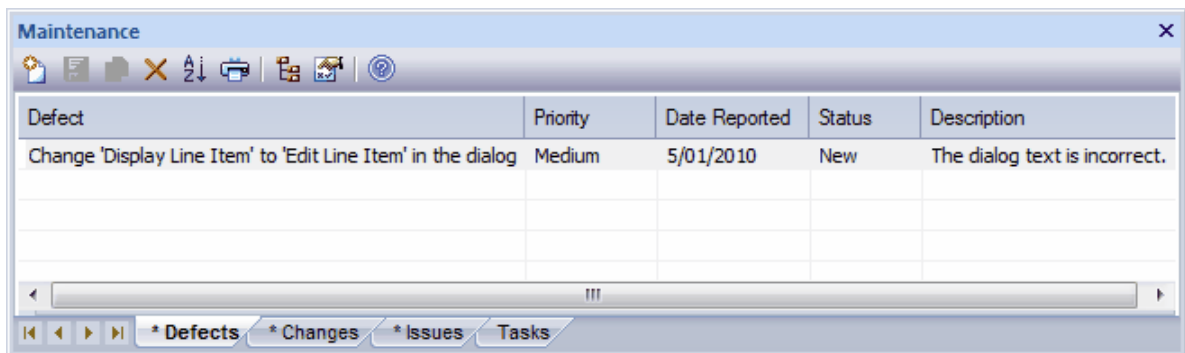 Maintenance
Defect Priority Date Reported Status Description
Change 'Display Line Item' to 'Edit Line Item' in the dialog Medium 5/01/2010 New The dialog text is incorrect.
* Defects * Changes * Issues Tasks